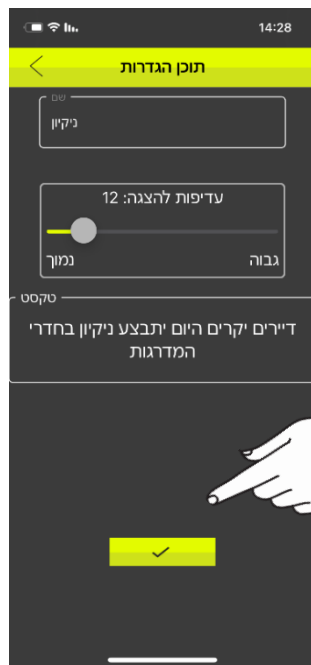 14:28
תוכן הגדרות
שם
ניקיון
עדיפות להצגה: 12
גבוה
נמוך
טקסט
דיירים יקרים היום יתבצע ניקיון בחדרי
המדרגות